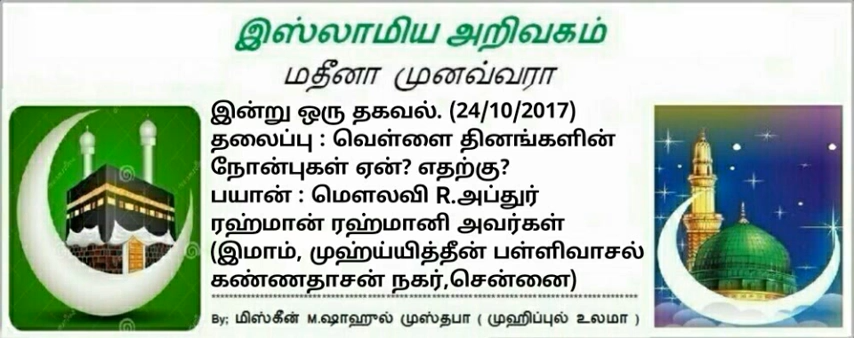 இஸ்லாமிய அறிவகம்
மதீனா முனவ்வரா
இன்று ஒரு தகவல். (24/10/2017)
தலைப்பு : வெள்ளை தினங்களின்
நோன்புகள் ஏன்? எதற்கு?
பயான் : மௌலவி R.அப்துர்
ரஹ்மான் ரஹ்மானி அவர்கள்
(இமாம், முஹ்ய்யித்தீன் பள்ளிவாசல்
கண்ணதாசன் நகர்,சென்னை)
By; மிஸ்கீன் M.ஷாஹுல் முஸ்தபா ( முஹிப்புல் உலமா )